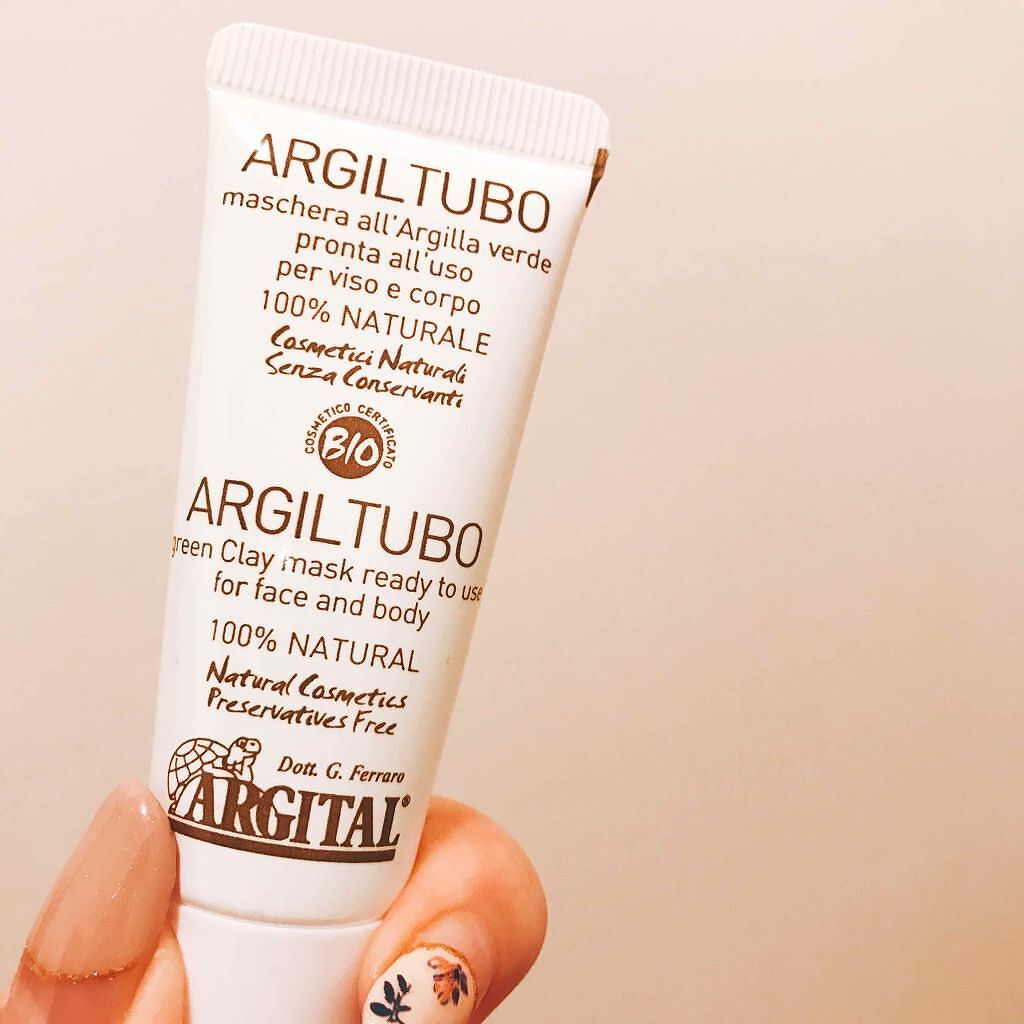 ARGILTUBO
maschera all'Argilla verde
pronta all'uso
per viso e corpo
100% NATURALE
Cosmetici Naturali
Senza Conservanti
COSMETICO CERTIFICATO
BIO
ARGILTUBO
green Clay mask ready to use
for face and body
100% NATURAL
Natural Cosmetics
Preservatives Free
Dott. G. Ferraro
ARGITAL®